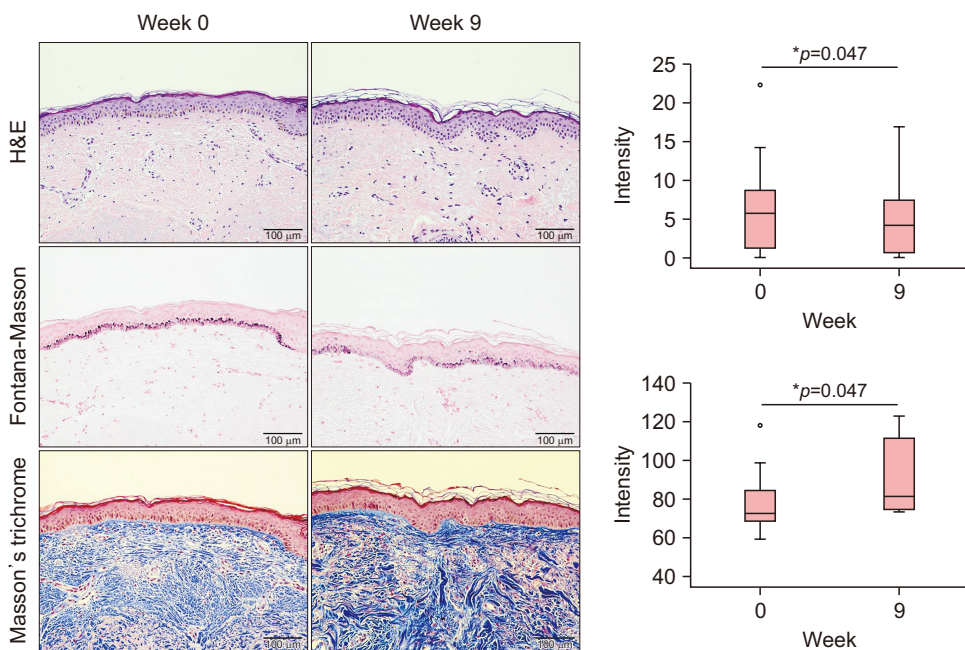 Week 0
Week 9
H&E
100 µm
100 µm
Fontana-Masson
100 µm
100 µm
Masson's trichrome
100 µm
100 µm
*p=0.047
Intensity
25
20
15
10
5
0
0
9
Week
*p=0.047
Intensity
140
120
100
80
60
40
0
9
Week